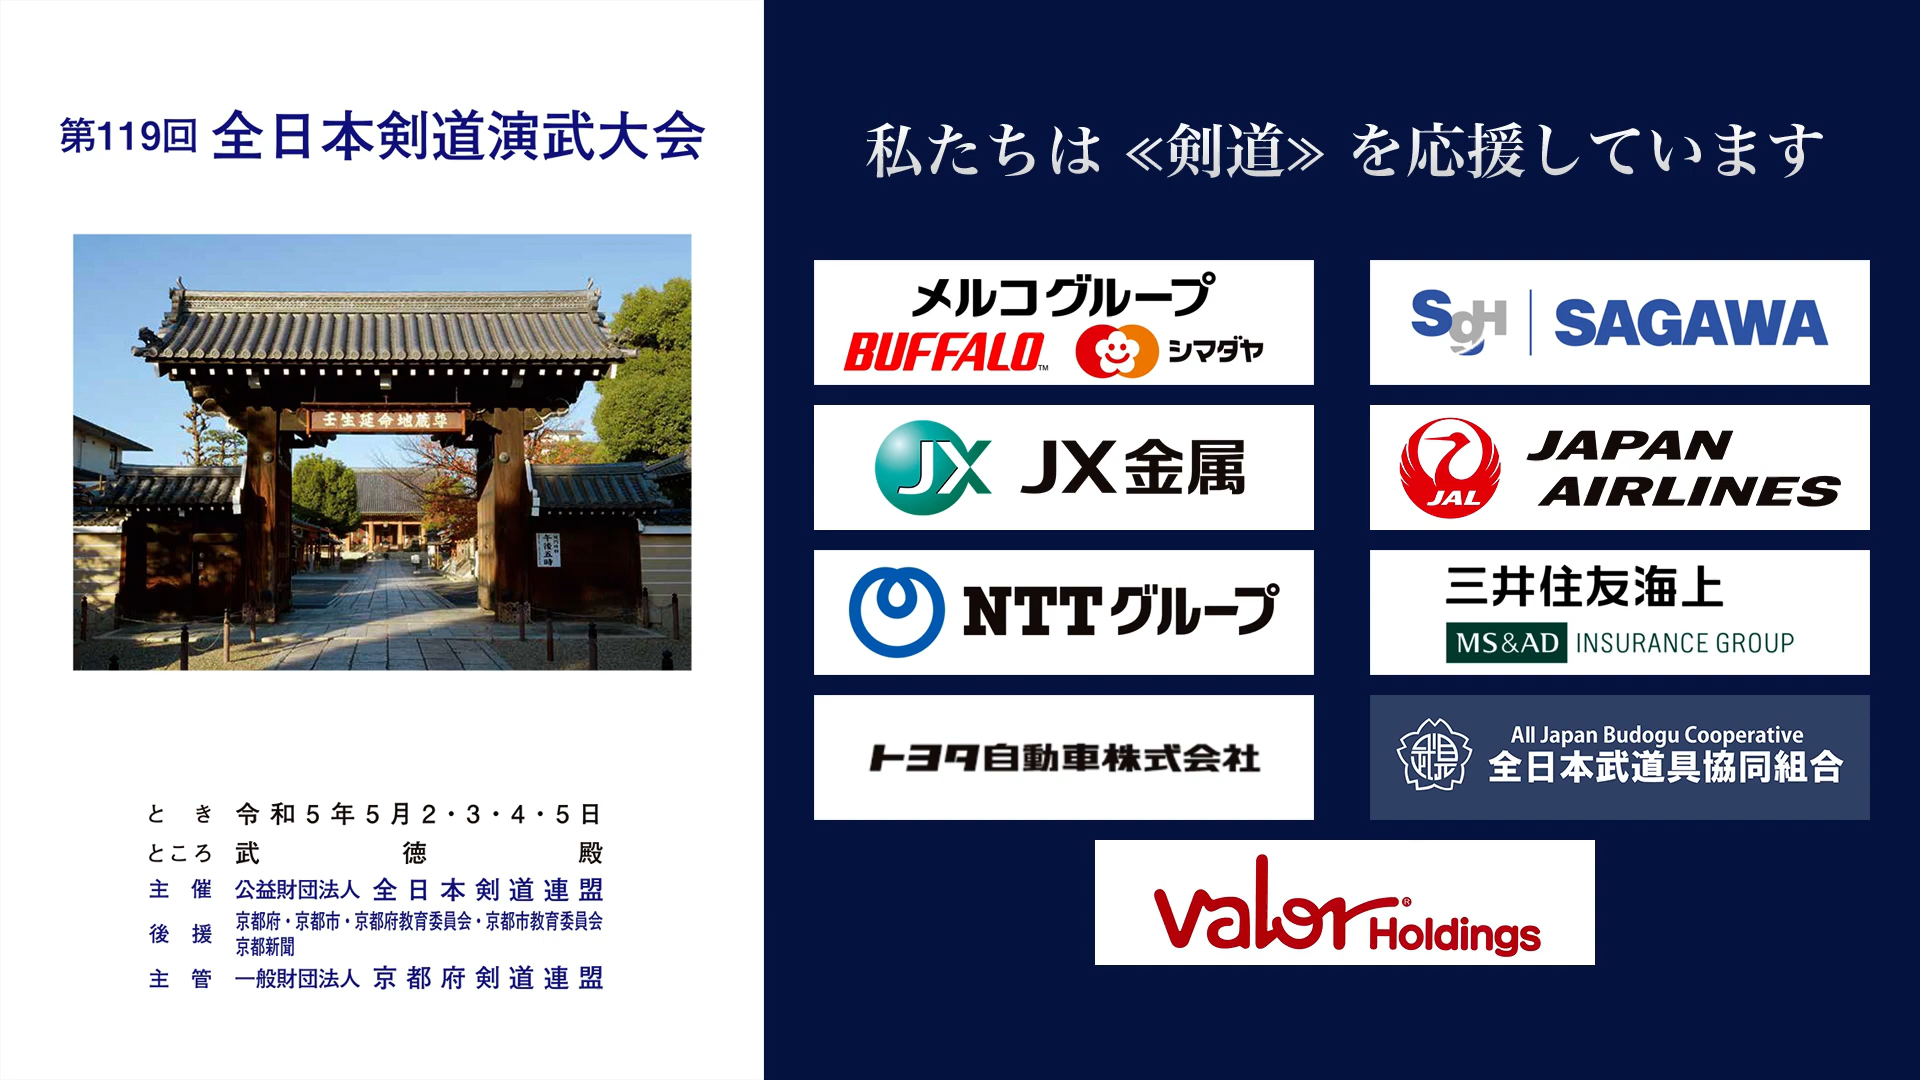 第119回 全日本剣道演武大会
壬生延命地蔵尊
午後五時
とき 令和5年5月2・3・4・5日
ところ 武徳殿
主催 公益財団法人 全日本剣道連盟
後援 京都府・京都市・京都府教育委員会・京都市教育委員会
京都新聞
主管 一般財団法人 京都府剣道連盟
私たちは ≪剣道≫ を応援しています
メルコグループ
BUFFALO™ シマダヤ
SGH SAGAWA
JX JX金属
JAL JAPAN
AIRLINES
NTTグループ
三井住友海上
MS&AD INSURANCE GROUP
トヨタ自動車株式会社
All Japan Budogu Cooperative
全日本武道具協同組合
valor® Holdings